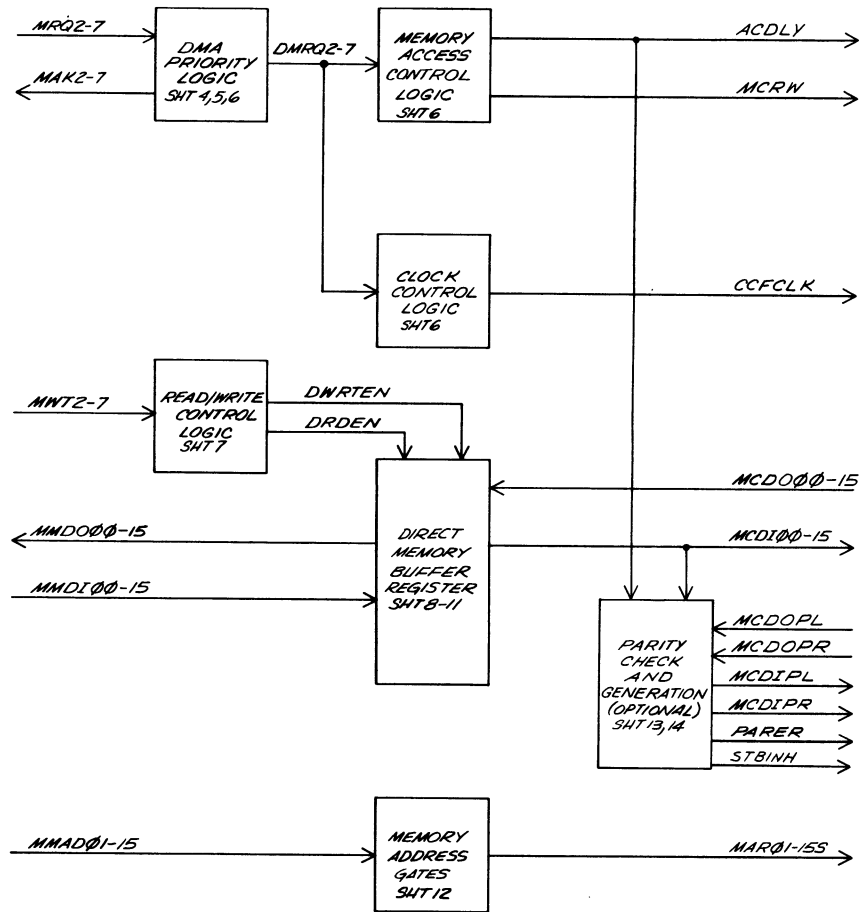 MRQ2-7
MAK2-7
DMA
PRIORITY
LOGIC
SHT 4,5,6
DMRQ2-7
MEMORY
ACCESS
CONTROL
LOGIC
SHT6
ACDLY
MCRW
CLOCK
CONTROL
LOGIC
SHT6
CCFCLK
MWT2-7
READ/WRITE
CONTROL
LOGIC
SHT7
DWRTEN
DRDEN
MCDOØØ-15
MMDOØØ-15
MMDIØØ-15
DIRECT
MEMORY
BUFFER
REGISTER
SHT8-11
MCDIØØ-15
PARITY
CHECK
AND
GENERATION
(OPTIONAL)
SHT13,14
MCDOPL
MCDOPR
MCDIPL
MCDIPR
PARER
STBINH
MMADØ1-15
MEMORY
ADDRESS
GATES
SHT12
MARØ1-15S